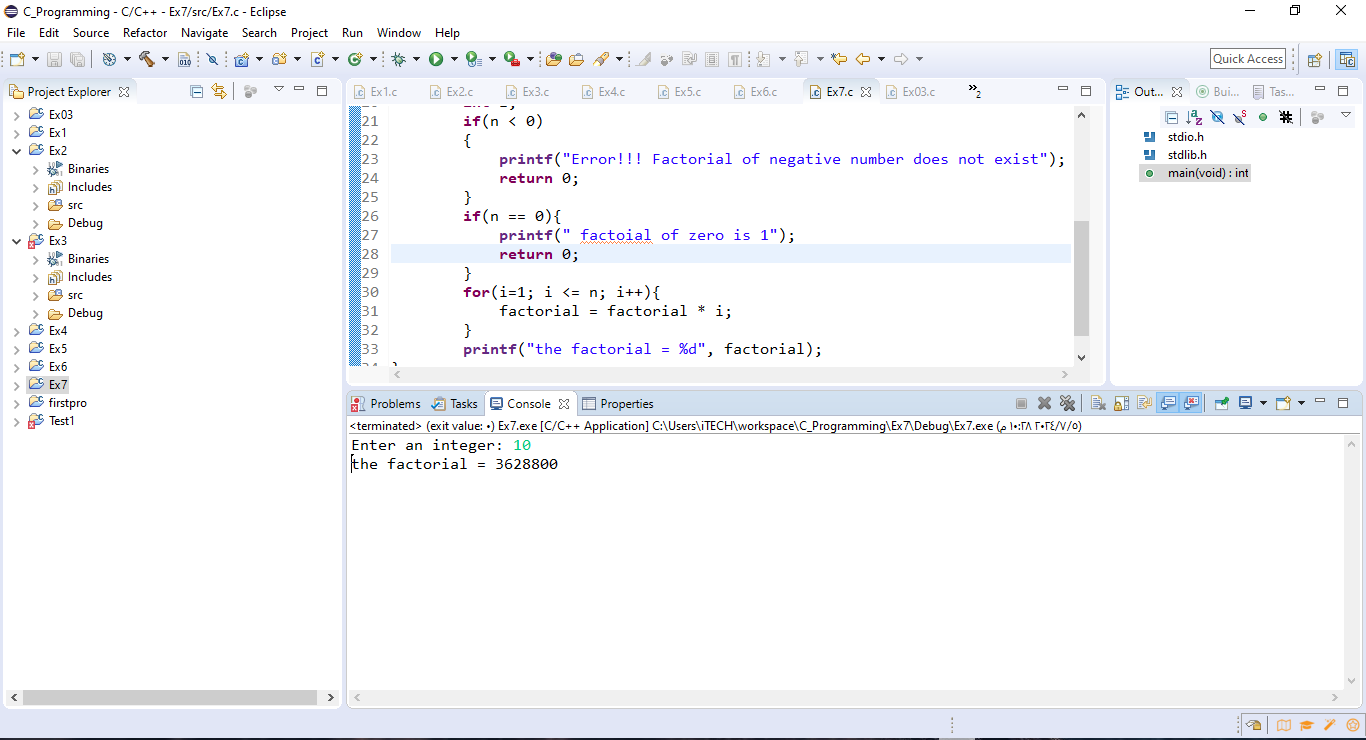 C_Programming - C/C++ - Ex7/src/Ex7.c - Eclipse
File Edit Source Refactor Navigate Search Project Run Window Help
Quick Access
Project Explorer
Ex03
Ex1
Ex2
Binaries
Includes
src
Debug
Ex3
Binaries
Includes
src
Debug
Ex4
Ex5
Ex6
Ex7
firstpro
Test1
Ex1.c Ex2.c Ex3.c Ex4.c Ex5.c Ex6.c Ex7.c Ex03.c »2
21 if(n < 0)
22 {
23 printf("Error!!! Factorial of negative number does not exist");
24 return 0;
25 }
26 if(n == 0){
27 printf(" factoial of zero is 1");
28 return 0;
29 }
30 for(i=1; i <= n; i++){
31 factorial = factorial * i;
32 }
33 printf("the factorial = %d", factorial);
Out... Bui... Tas...
stdio.h
stdlib.h
main(void) : int
Problems Tasks Console Properties
<terminated> (exit value: ٠) Ex7.exe [C/C++ Application] C:\Users\iTECH\workspace\C_Programming\Ex7\Debug\Ex7.exe (٢٠٢٤/٧/٥ ١٠:٢٨ م)
Enter an integer: 10
the factorial = 3628800